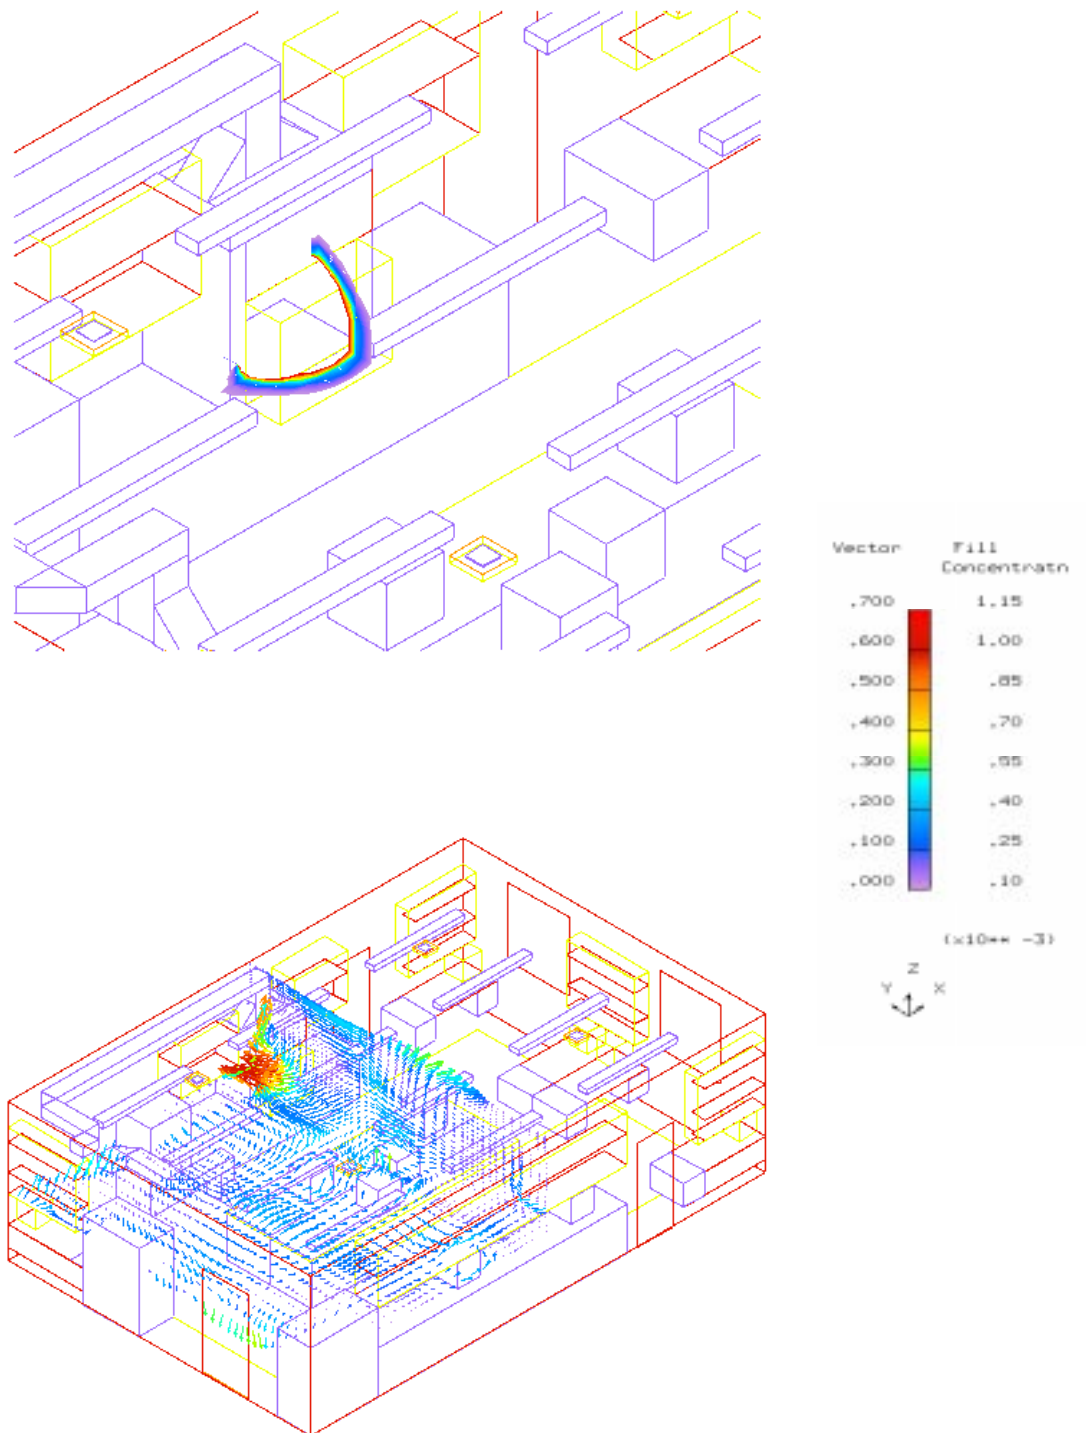 Vector Fill
Concentratn
.700 1.15
.600 1.00
.500 .85
.400 .70
.300 .55
.200 .40
.100 .25
.000 .10
(x10** -3)
Z
Y X